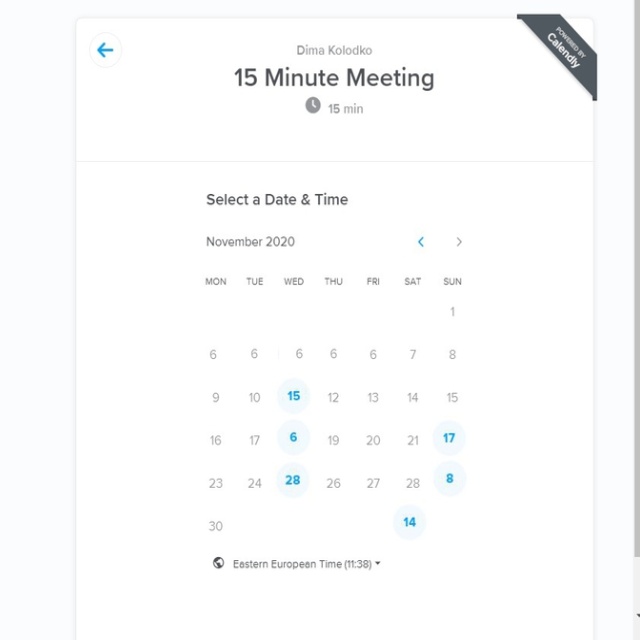 POWERED BY
Calendly
Dima Kolodko
15 Minute Meeting
15 min
Select a Date & Time
November 2020
MON TUE WED THU FRI SAT SUN
1
6 6 6 6 6 7 8
9 10 15 12 13 14 15
16 17 6 19 20 21 17
23 24 28 26 27 28 8
30 14
Eastern European Time (11:38)